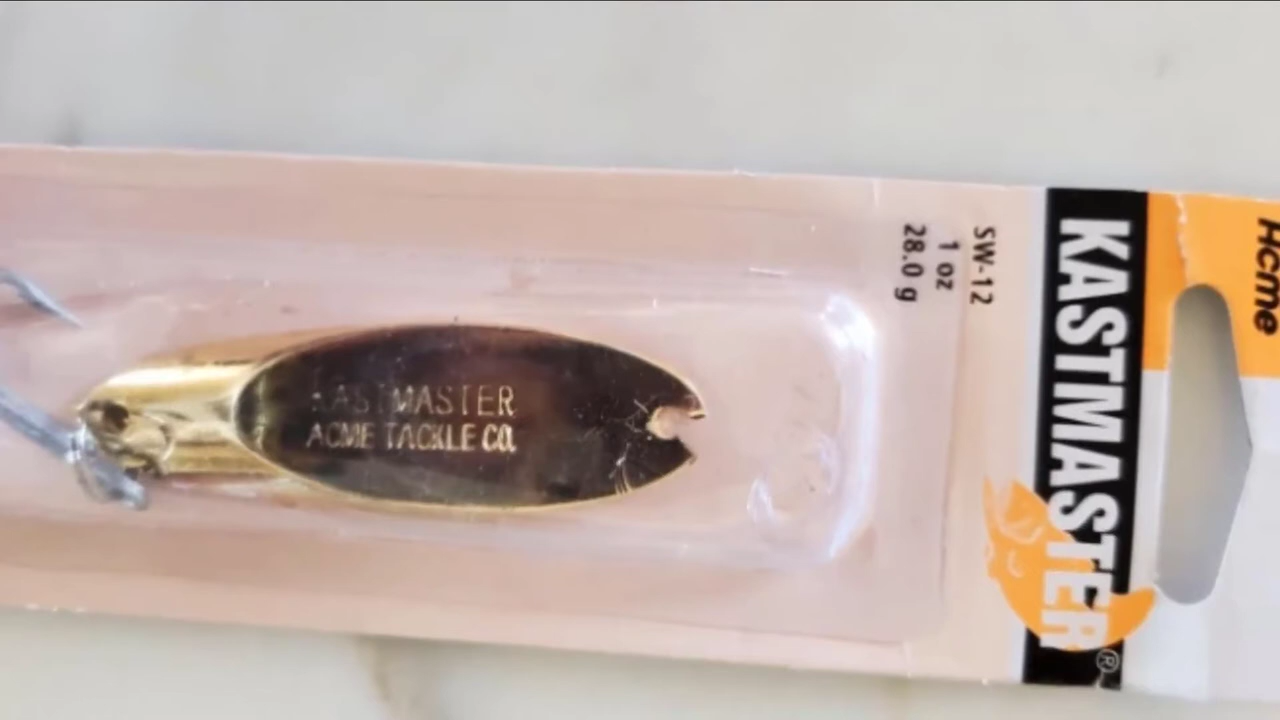 Acme
KASTMASTER®
SW-12
1 oz
28.0 g
KASTMASTER
ACME TACKLE CO.